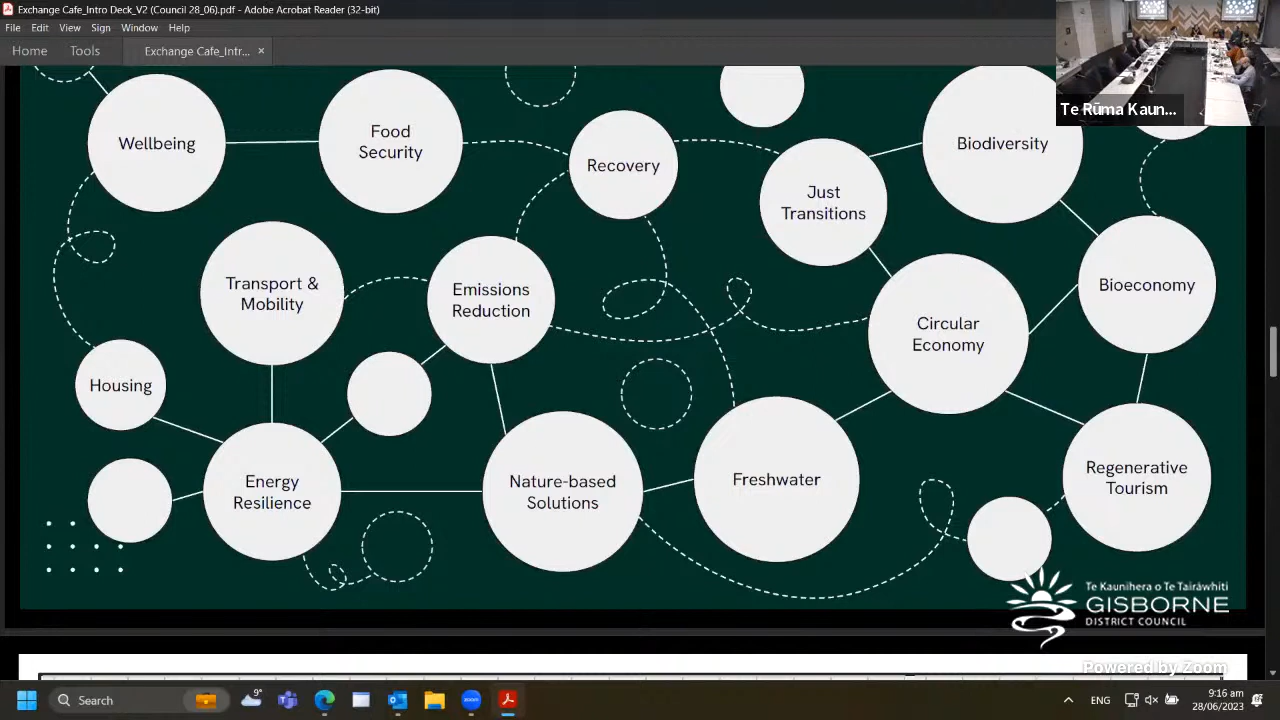 Exchange Cafe_Intro Deck_V2 (Council 28_06).pdf - Adobe Acrobat Reader (32-bit)
File Edit View Sign Window Help
Home Tools Exchange Cafe_Intr... ×
Te Rūma Kaun...
Wellbeing
Food
Security
Recovery
Just
Transitions
Biodiversity
Transport &
Mobility
Emissions
Reduction
Circular
Economy
Bioeconomy
Housing
Energy
Resilience
Nature-based
Solutions
Freshwater
Regenerative
Tourism
Te Kaunihera o Te Tairāwhiti
GISBORNE
DISTRICT COUNCIL
Powered by Zoom
Search
9°
zoom
ENG
9:16 am
28/06/2023